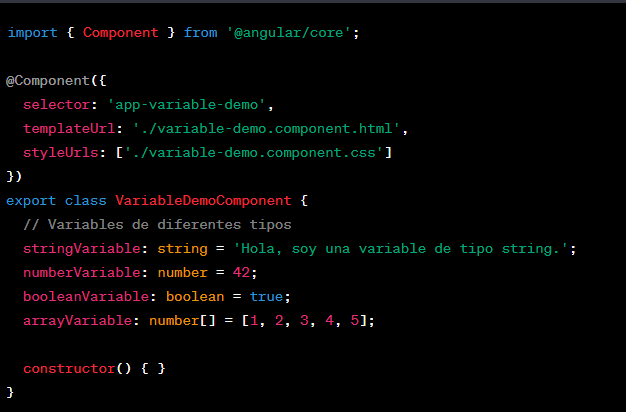 import { Component } from '@angular/core';
@Component({
  selector: 'app-variable-demo',
  templateUrl: './variable-demo.component.html',
  styleUrls: ['./variable-demo.component.css']
})
export class VariableDemoComponent {
  // Variables de diferentes tipos
  stringVariable: string = 'Hola, soy una variable de tipo string.';
  numberVariable: number = 42;
  booleanVariable: boolean = true;
  arrayVariable: number[] = [1, 2, 3, 4, 5];
  constructor() { }
}